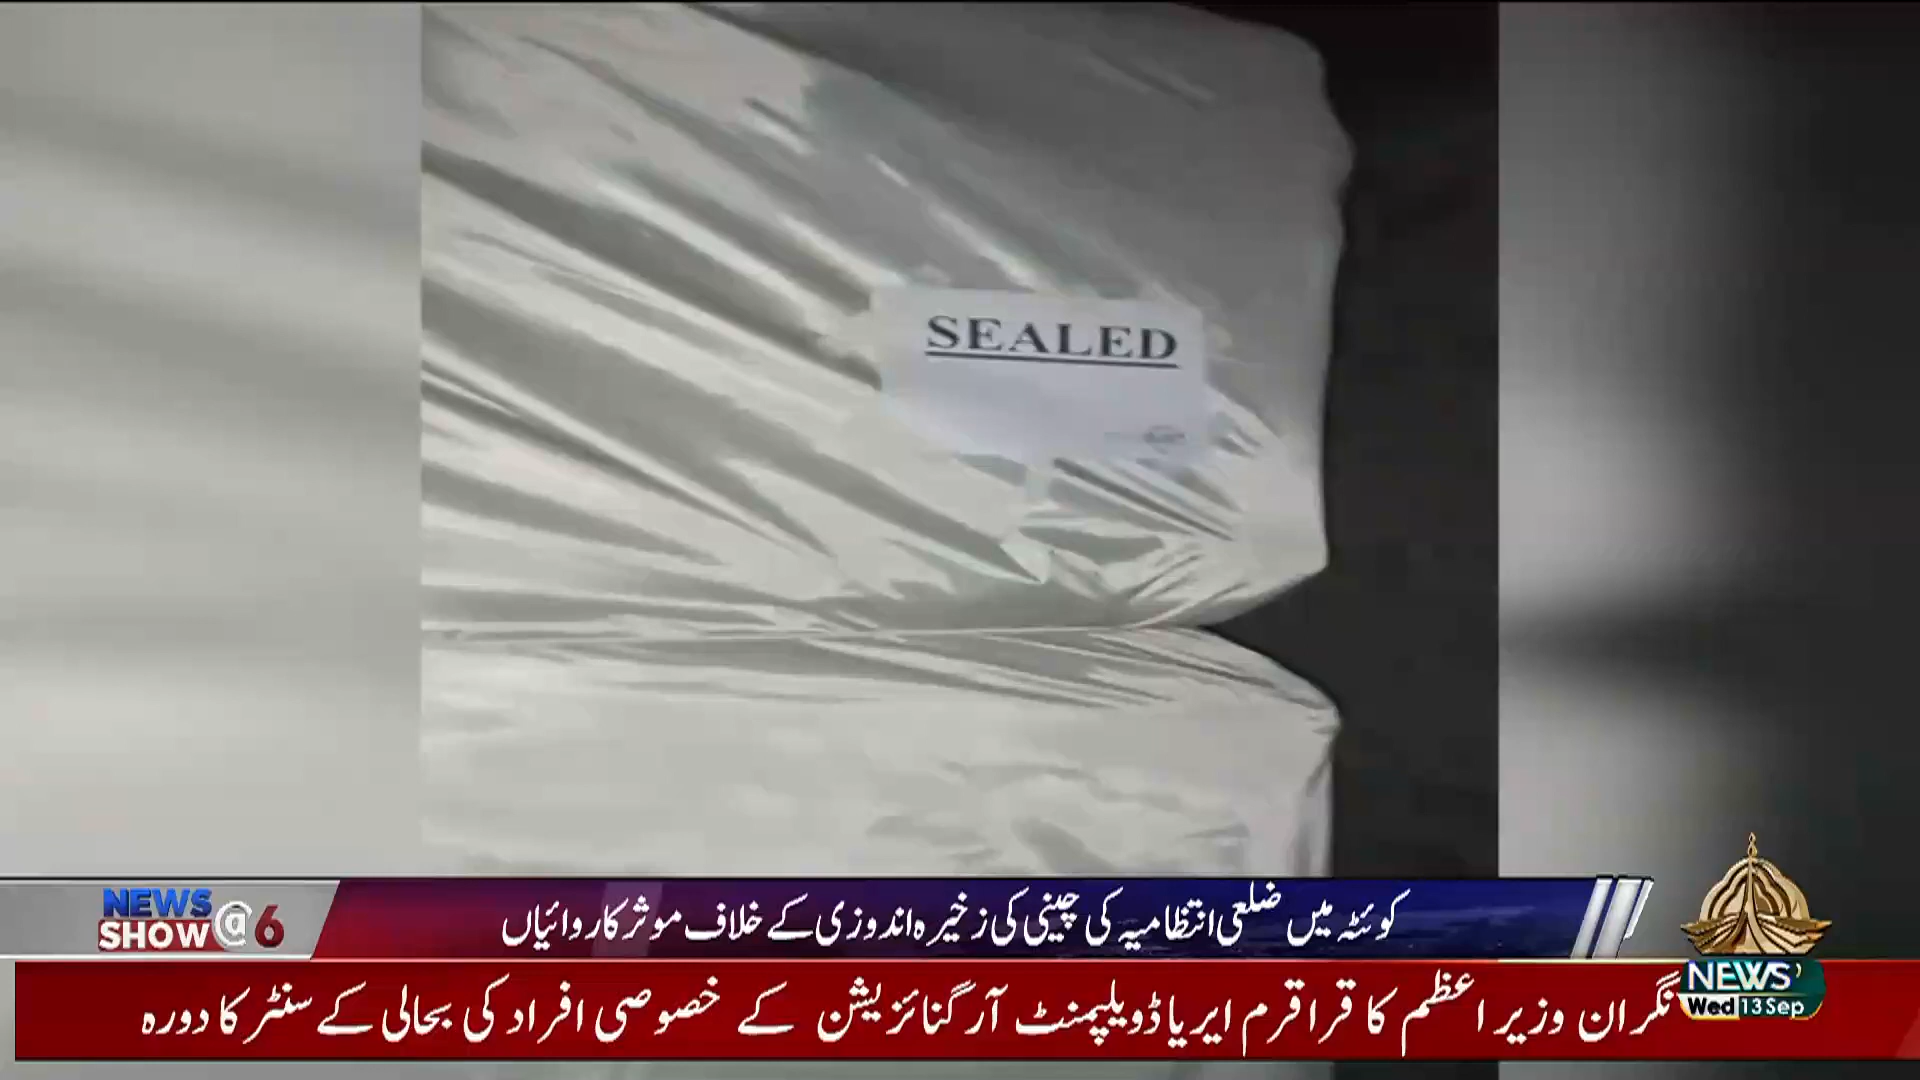 SEALED
NEWS
SHOW@6
کوئٹہ میں ضلعی انتظامیہ کی چینی کی زخیرہ اندوزی کے خلاف موثر کاروائیاں
NEWS
Wed 13 Sep
نگران وزیر اعظم کا قراقرم ایریا ڈویلپمنٹ آرگنائزیشن کے خصوصی افراد کی بحالی کے سنٹر کا دورہ